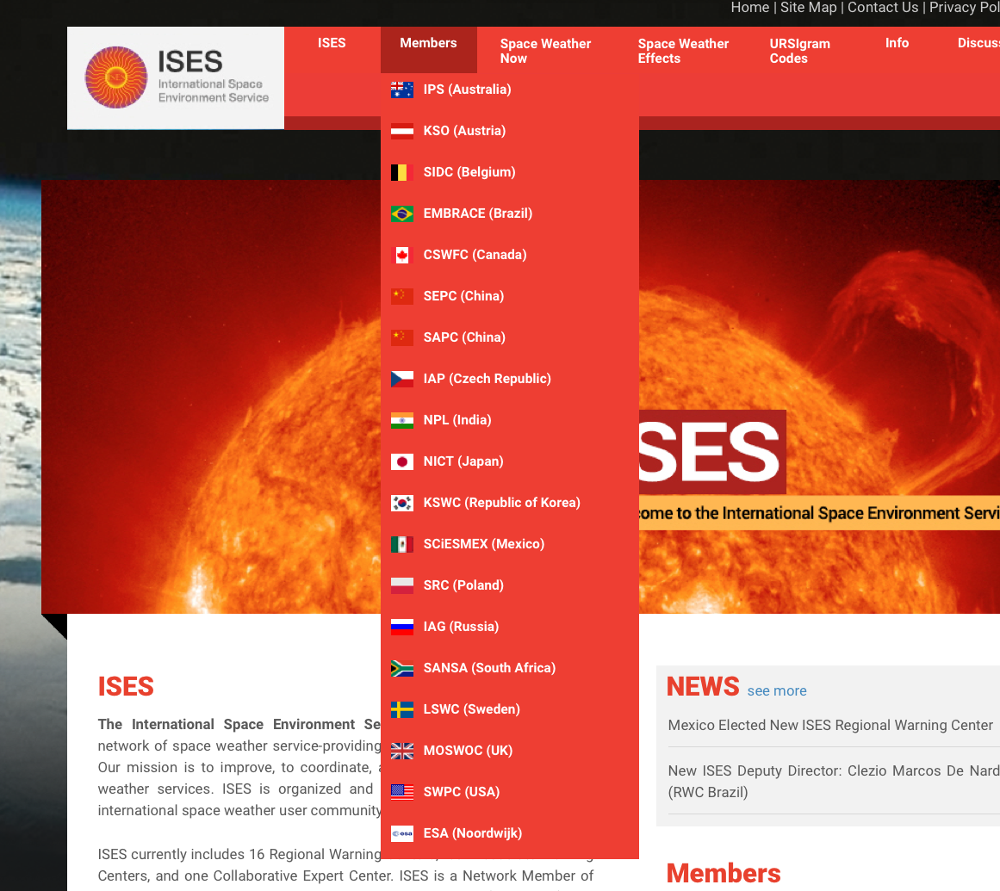 Home | Site Map | Contact Us | Privacy Pol
ISES
International Space
Environment Service
ISES
Members
Space Weather
Now
Space Weather
Effects
URSIgram
Codes
Info
Discuss
IPS (Australia)
KSO (Austria)
SIDC (Belgium)
EMBRACE (Brazil)
CSWFC (Canada)
SEPC (China)
SAPC (China)
IAP (Czech Republic)
NPL (India)
NICT (Japan)
KSWC (Republic of Korea)
SCiESMEX (Mexico)
SRC (Poland)
IAG (Russia)
SANSA (South Africa)
LSWC (Sweden)
MOSWOC (UK)
SWPC (USA)
esa
ESA (Noordwijk)
SES
come to the International Space Environment Servi
ISES
The International Space Environment Se
network of space weather service-providing
Our mission is to improve, to coordinate, a
weather services. ISES is organized and
international space weather user community
ISES currently includes 16 Regional Warning
Centers, and one Collaborative Expert Center. ISES is a Network Member of
NEWS see more
Mexico Elected New ISES Regional Warning Center
New ISES Deputy Director: Clezio Marcos De Nard
(RWC Brazil)
Members